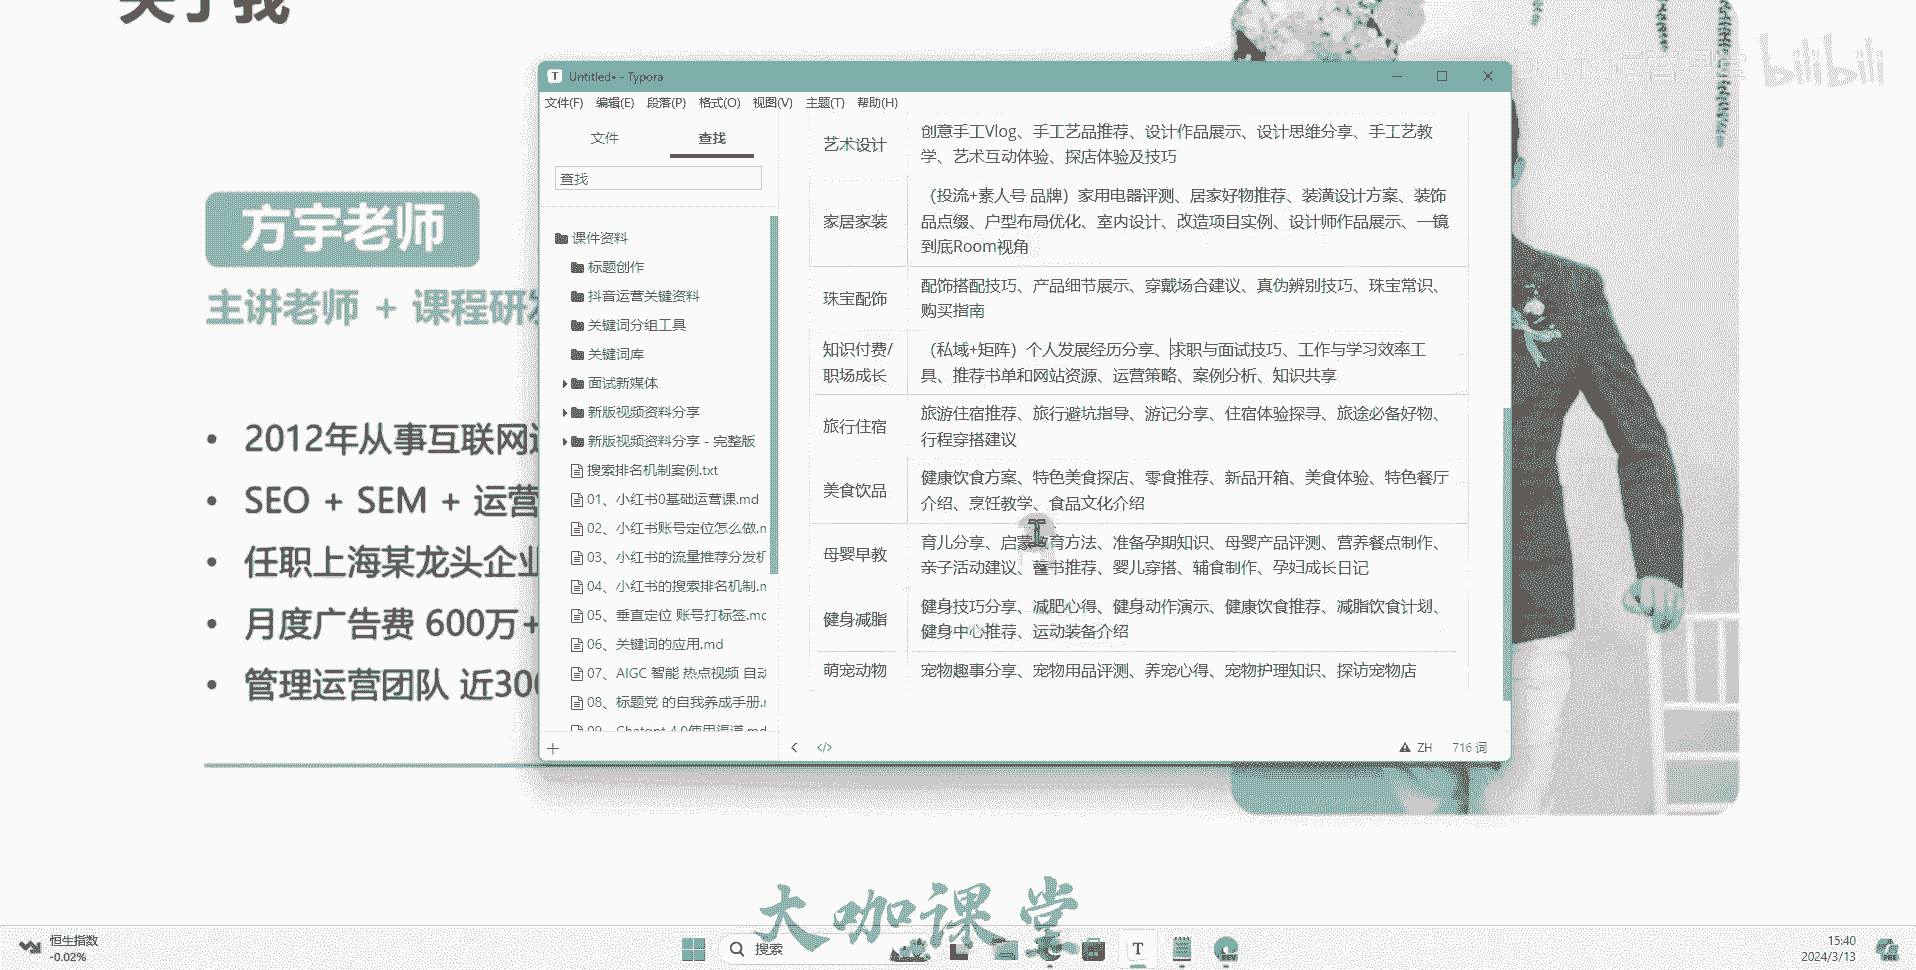 关于我
bilibili
Untitled• - Typora
文件(F) 编辑(E) 段落(P) 格式(O) 视图(V) 主题(T) 帮助(H)
文件 查找
查找
课件资料
标题创作
抖音运营关键资料
关键词分组工具
关键词库
面试新媒体
新版视频资料分享
新版视频资料分享 - 完整版
搜索排名机制案例.txt
01、小红书0基础运营课.md
02、小红书账号定位怎么做.m
03、小红书的流量推荐分发机
04、小红书的搜索排名机制.m
05、垂直定位 账号打标签.mc
06、关键词的应用.md
07、AIGC 智能 热点视频 自动
08、标题党 的自我养成手册.r
09、Chatgpt 4.0使用渠道.md
艺术设计
创意手工Vlog、手工艺品推荐、设计作品展示、设计思维分享、手工艺教
学、艺术互动体验、探店体验及技巧
家居家装
（投流+素人号 品牌）家用电器评测、居家好物推荐、装潢设计方案、装饰
品点缀、户型布局优化、室内设计、改造项目实例、设计师作品展示、一镜
到底Room视角
珠宝配饰
配饰搭配技巧、产品细节展示、穿戴场合建议、真伪辨别技巧、珠宝常识、
购买指南
知识付费/
职场成长
（私域+矩阵）个人发展经历分享、求职与面试技巧、工作与学习效率工
具、推荐书单和网站资源、运营策略、案例分析、知识共享
旅行住宿
旅游住宿推荐、旅行避坑指导、游记分享、住宿体验探寻、旅途必备好物、
行程穿搭建议
美食饮品
健康饮食方案、特色美食探店、零食推荐、新品开箱、美食体验、特色餐厅
介绍、烹饪教学、食品文化介绍
母婴早教
育儿分享、启蒙教育方法、准备孕期知识、母婴产品评测、营养餐点制作、
亲子活动建议、童书推荐、婴儿穿搭、辅食制作、孕妇成长日记
健身减脂
健身技巧分享、减肥心得、健身动作演示、健康饮食推荐、减脂饮食计划、
健身中心推荐、运动装备介绍
萌宠动物
宠物趣事分享、宠物用品评测、养宠心得、宠物护理知识、探访宠物店
ZH 716 词
方宇老师
主讲老师 + 课程研发
2012年从事互联网
SEO + SEM + 运营
任职上海某龙头企业
月度广告费 600万+
管理运营团队 近300
大咖课堂
恒生指数
-0.02%
搜索
15:40
2024/3/13